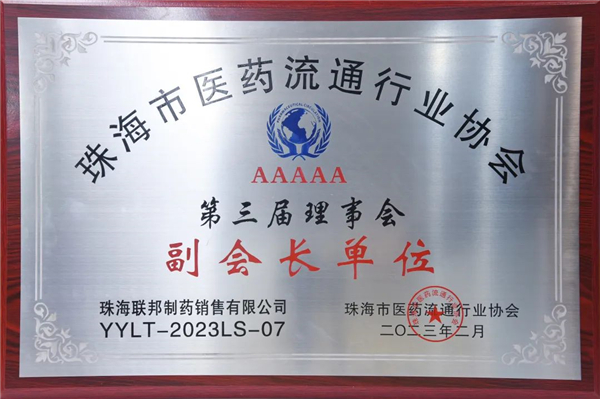 珠海市医药流通行业协会
AAAAA
第三届理事会
副会长单位
珠海联邦制药销售有限公司
YYLT-2023LS-07
珠海市医药流通行业协会
二〇二三年二月